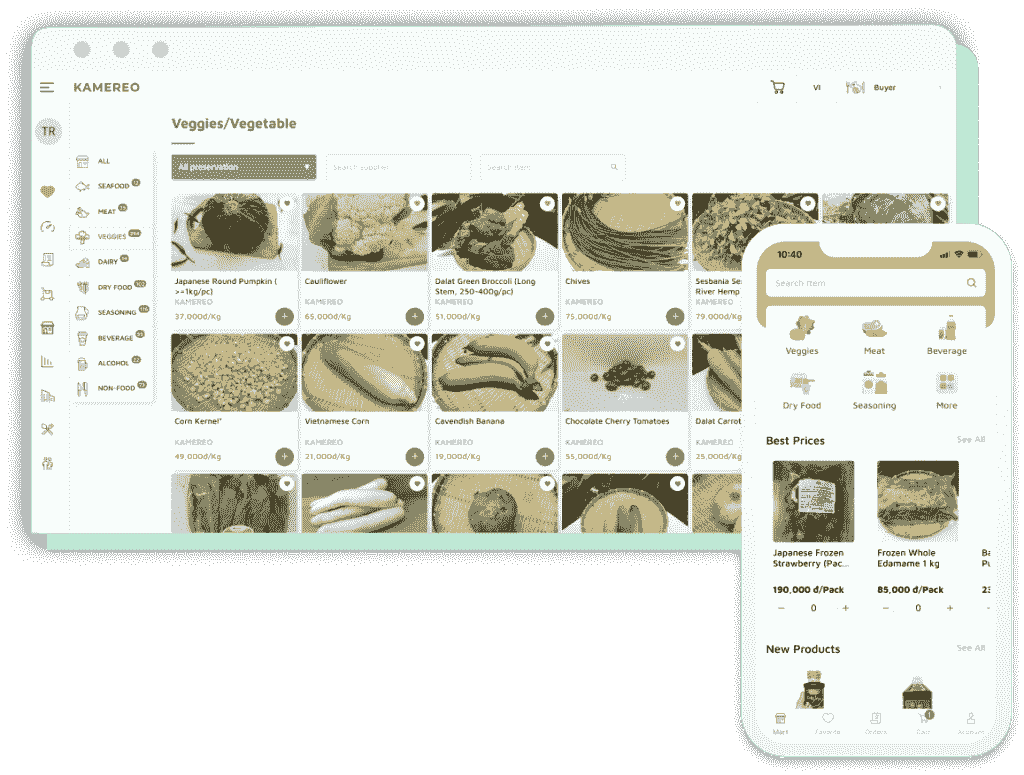 KAMEREO
VI
Buyer
TR
Veggies/Vegetable
All preservation
Search supplier
Search item
ALL
SEAFOOD
MEAT
VEGGIES
DAIRY
DRY FOOD
SEASONING
BEVERAGE
ALCOHOL
NON-FOOD
Japanese Round Pumpkin (
>=1kg/pc)
KAMEREO
37,000đ/Kg
Cauliflower
KAMEREO
65,000đ/Kg
Dalat Green Broccoli (Long
Stem, 250-400g/pc)
KAMEREO
51,000đ/Kg
Chives
KAMEREO
75,000đ/Kg
Sesbania Se
River Hemp
KAMEREO
79,000đ/Kg
Corn Kernel"
KAMEREO
49,000đ/Kg
Vietnamese Corn
KAMEREO
21,000đ/Kg
Cavendish Banana
KAMEREO
19,000đ/Kg
Chocolate Cherry Tomatoes
KAMEREO
55,000đ/Kg
Dalat Carrot
KAMEREO
25,000đ/Kg
10:40
Search item
Veggies
Meat
Beverage
Dry Food
Seasoning
More
Best Prices
See All
Japanese Frozen
Strawberry (Pac...
190,000 đ/Pack
0
Frozen Whole
Edamame 1 kg
85,000 đ/Pack
0
Ba
Pu
23
New Products
See All
1
Mart
Favorite
Orders
Cart
Account